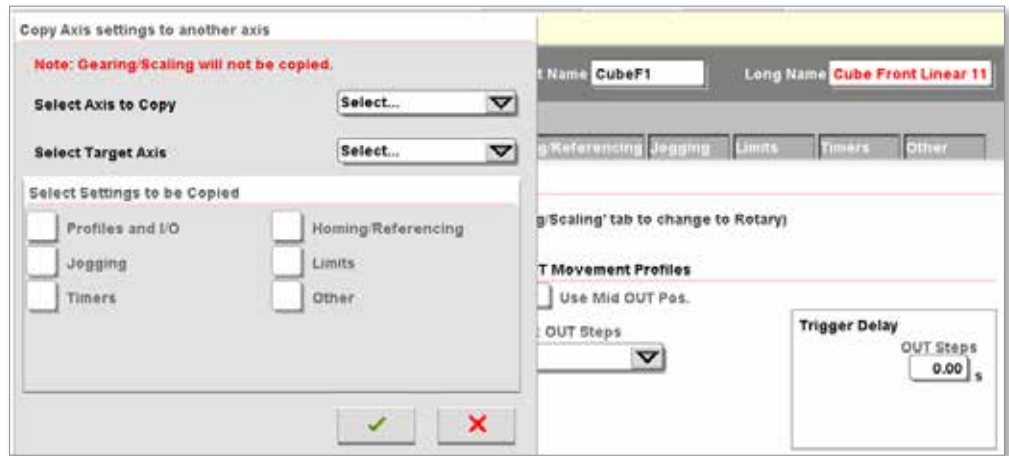 Copy Axis settings to another axis
Note: Gearing/Scaling will not be copied.
Select Axis to Copy
Select...
Select Target Axis
Select...
Select Settings to be Copied
Profiles and I/O
Homing/Referencing
Jogging
Limits
Timers
Other
t Name CubeF1
Long Name Cube Front Linear 11
g/Referencing
Jogging
Limits
Timers
Other
g/Scaling' tab to change to Rotary)
T Movement Profiles
Use Mid OUT Pos.
OUT Steps
Trigger Delay
OUT Steps
0.00 s